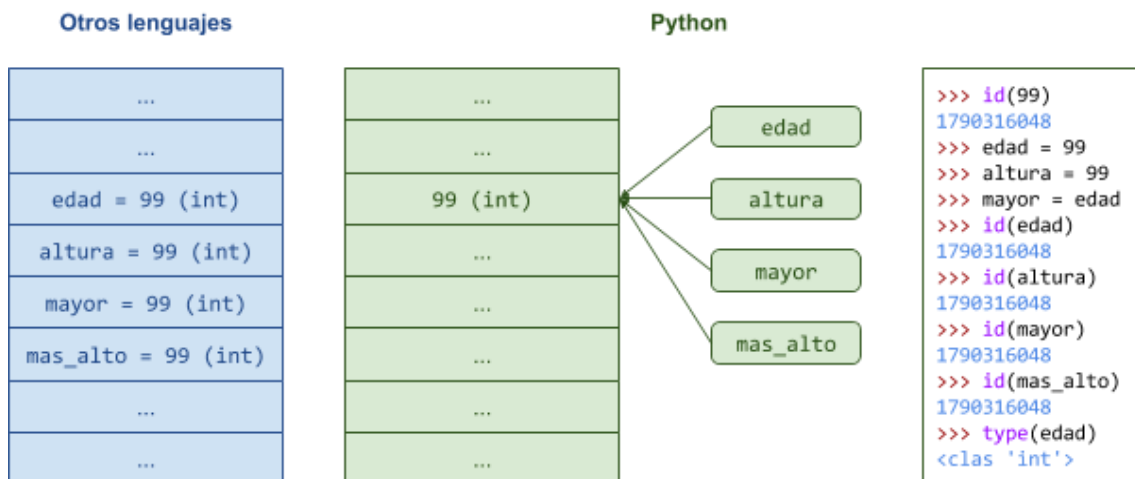 Otros lenguajes
...
...
edad = 99 (int)
altura = 99 (int)
mayor = 99 (int)
mas_alto = 99 (int)
...
...
Python
...
...
99 (int)
...
...
...
...
...
edad
altura
mayor
mas_alto
>>> id(99)
1790316048
>>> edad = 99
>>> altura = 99
>>> mayor = edad
>>> id(edad)
1790316048
>>> id(altura)
1790316048
>>> id(mayor)
1790316048
>>> id(mas_alto)
1790316048
>>> type(edad)
<clas 'int'>